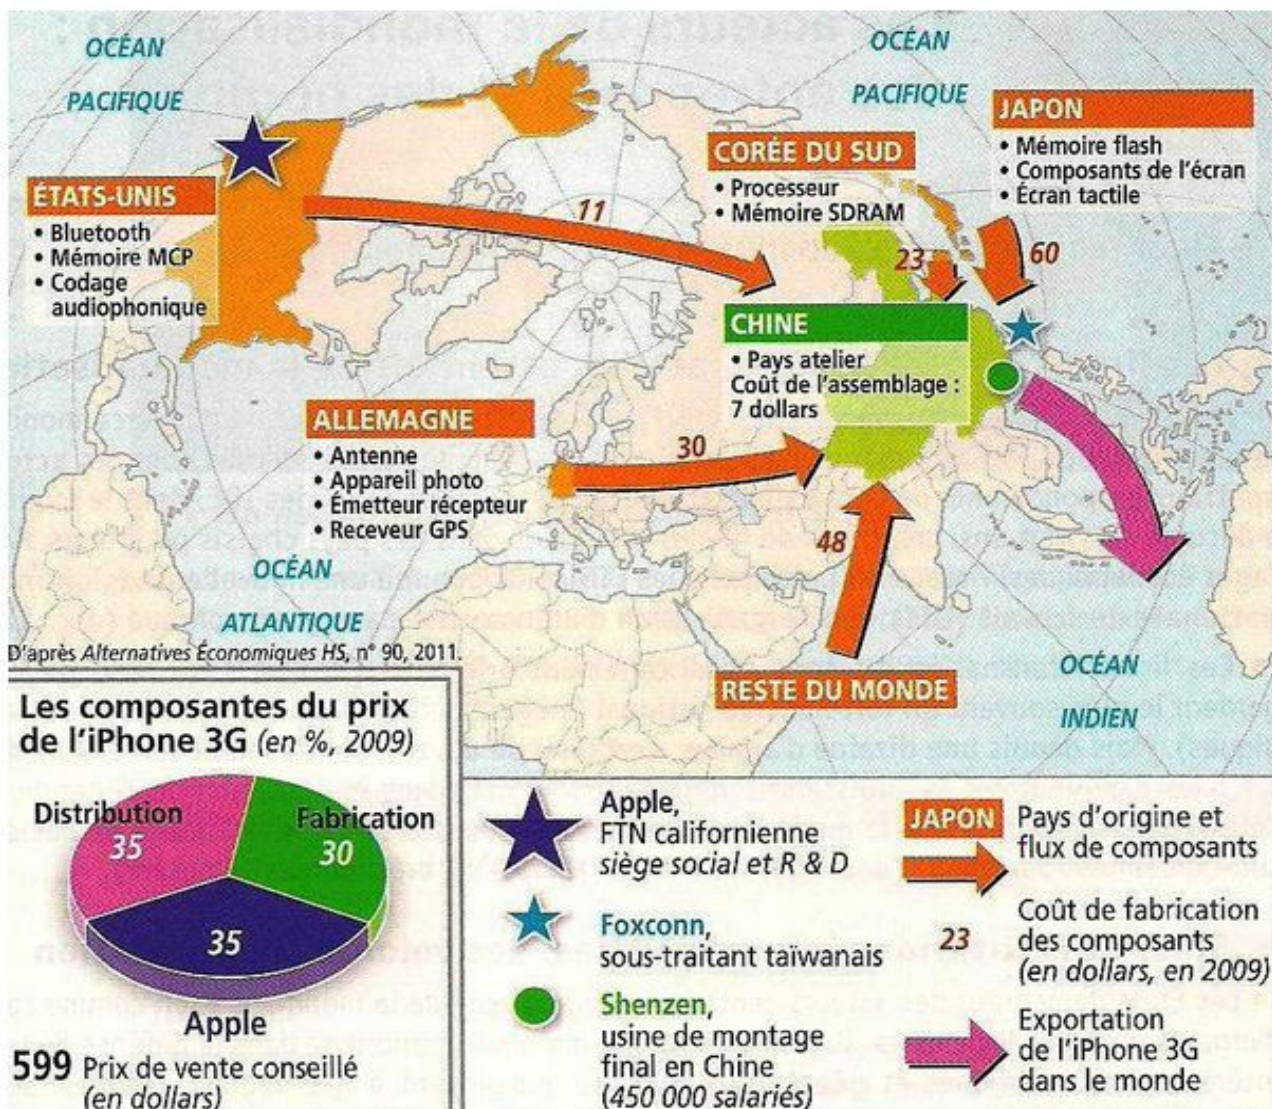 OCÉAN
PACIFIQUE
OCÉAN
PACIFIQUE
JAPON
• Mémoire flash
• Composants de l'écran
• Écran tactile
CORÉE DU SUD
• Processeur
• Mémoire SDRAM
ÉTATS-UNIS
• Bluetooth
• Mémoire MCP
• Codage
audiophonique
11
23
60
CHINE
• Pays atelier
Coût de l'assemblage :
7 dollars
ALLEMAGNE
• Antenne
• Appareil photo
• Émetteur récepteur
• Receveur GPS
30
48
OCÉAN
ATLANTIQUE
RESTE DU MONDE
OCÉAN
INDIEN
D'après Alternatives Économiques HS, n° 90, 2011.
Les composantes du prix
de l'iPhone 3G (en %, 2009)
Distribution
35
Fabrication
30
35
Apple
599 Prix de vente conseillé
(en dollars)
Apple,
FTN californienne
siège social et R & D
Foxconn,
sous-traitant taïwanais
Shenzen,
usine de montage
final en Chine
(450 000 salariés)
JAPON
Pays d'origine et
flux de composants
23
Coût de fabrication
des composants
(en dollars, en 2009)
Exportation
de l'iPhone 3G
dans le monde